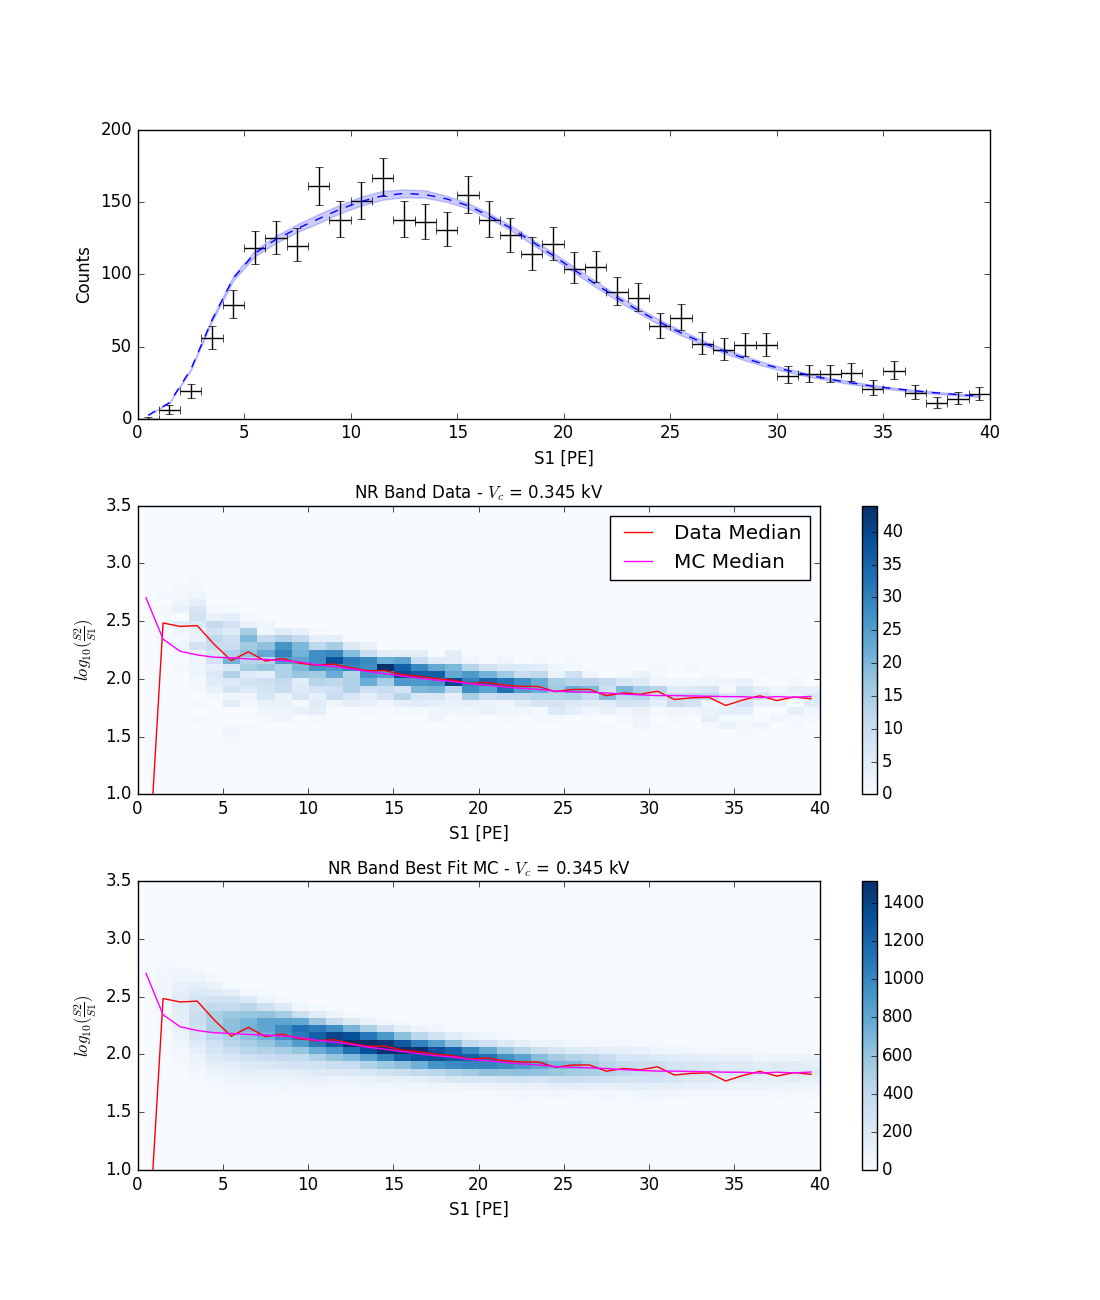 200
150
100
50
0
Counts
0 5 10 15 20 25 30 35 40
S1 [PE]
NR Band Data - V_c = 0.345 kV
3.5
3.0
2.5
2.0
1.5
1.0
log_10(S2/S1)
Data Median
MC Median
0 5 10 15 20 25 30 35 40
S1 [PE]
40
35
30
25
20
15
10
5
0
NR Band Best Fit MC - V_c = 0.345 kV
3.5
3.0
2.5
2.0
1.5
1.0
log_10(S2/S1)
0 5 10 15 20 25 30 35 40
S1 [PE]
1400
1200
1000
800
600
400
200
0